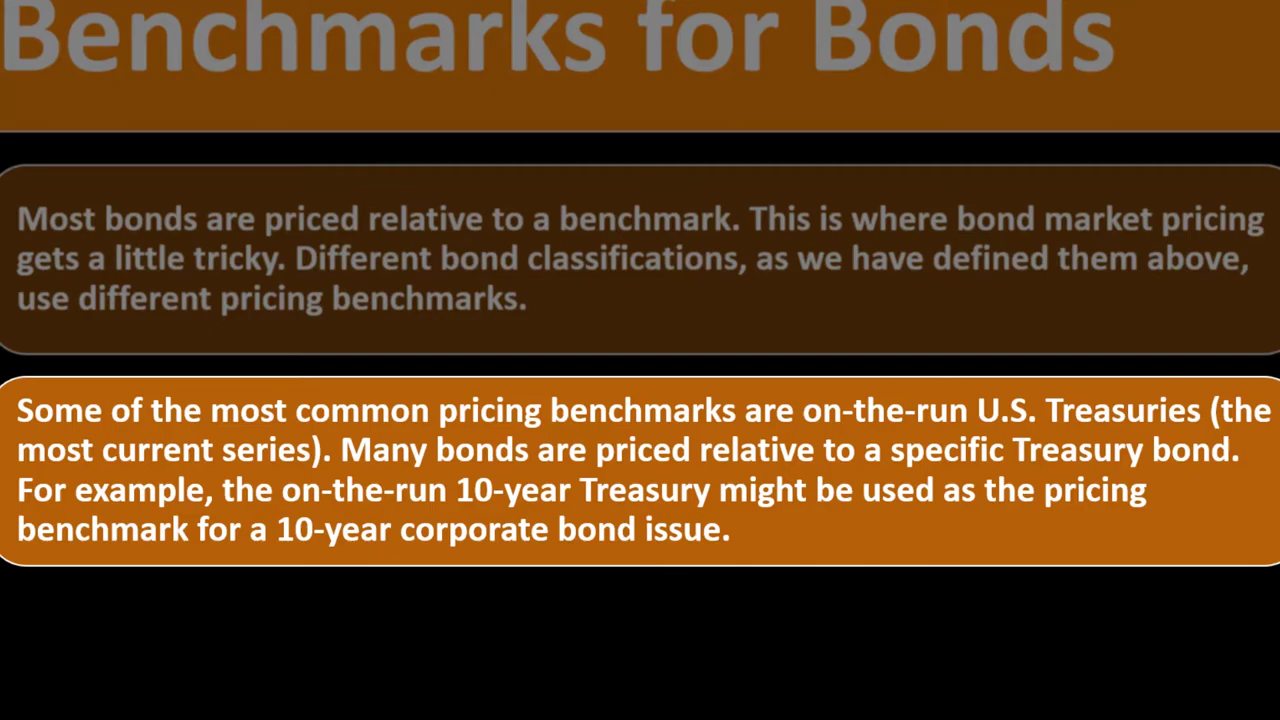 Benchmarks for Bonds
Most bonds are priced relative to a benchmark. This is where bond market pricing
gets a little tricky. Different bond classifications, as we have defined them above,
use different pricing benchmarks.
Some of the most common pricing benchmarks are on-the-run U.S. Treasuries (the
most current series). Many bonds are priced relative to a specific Treasury bond.
For example, the on-the-run 10-year Treasury might be used as the pricing
benchmark for a 10-year corporate bond issue.